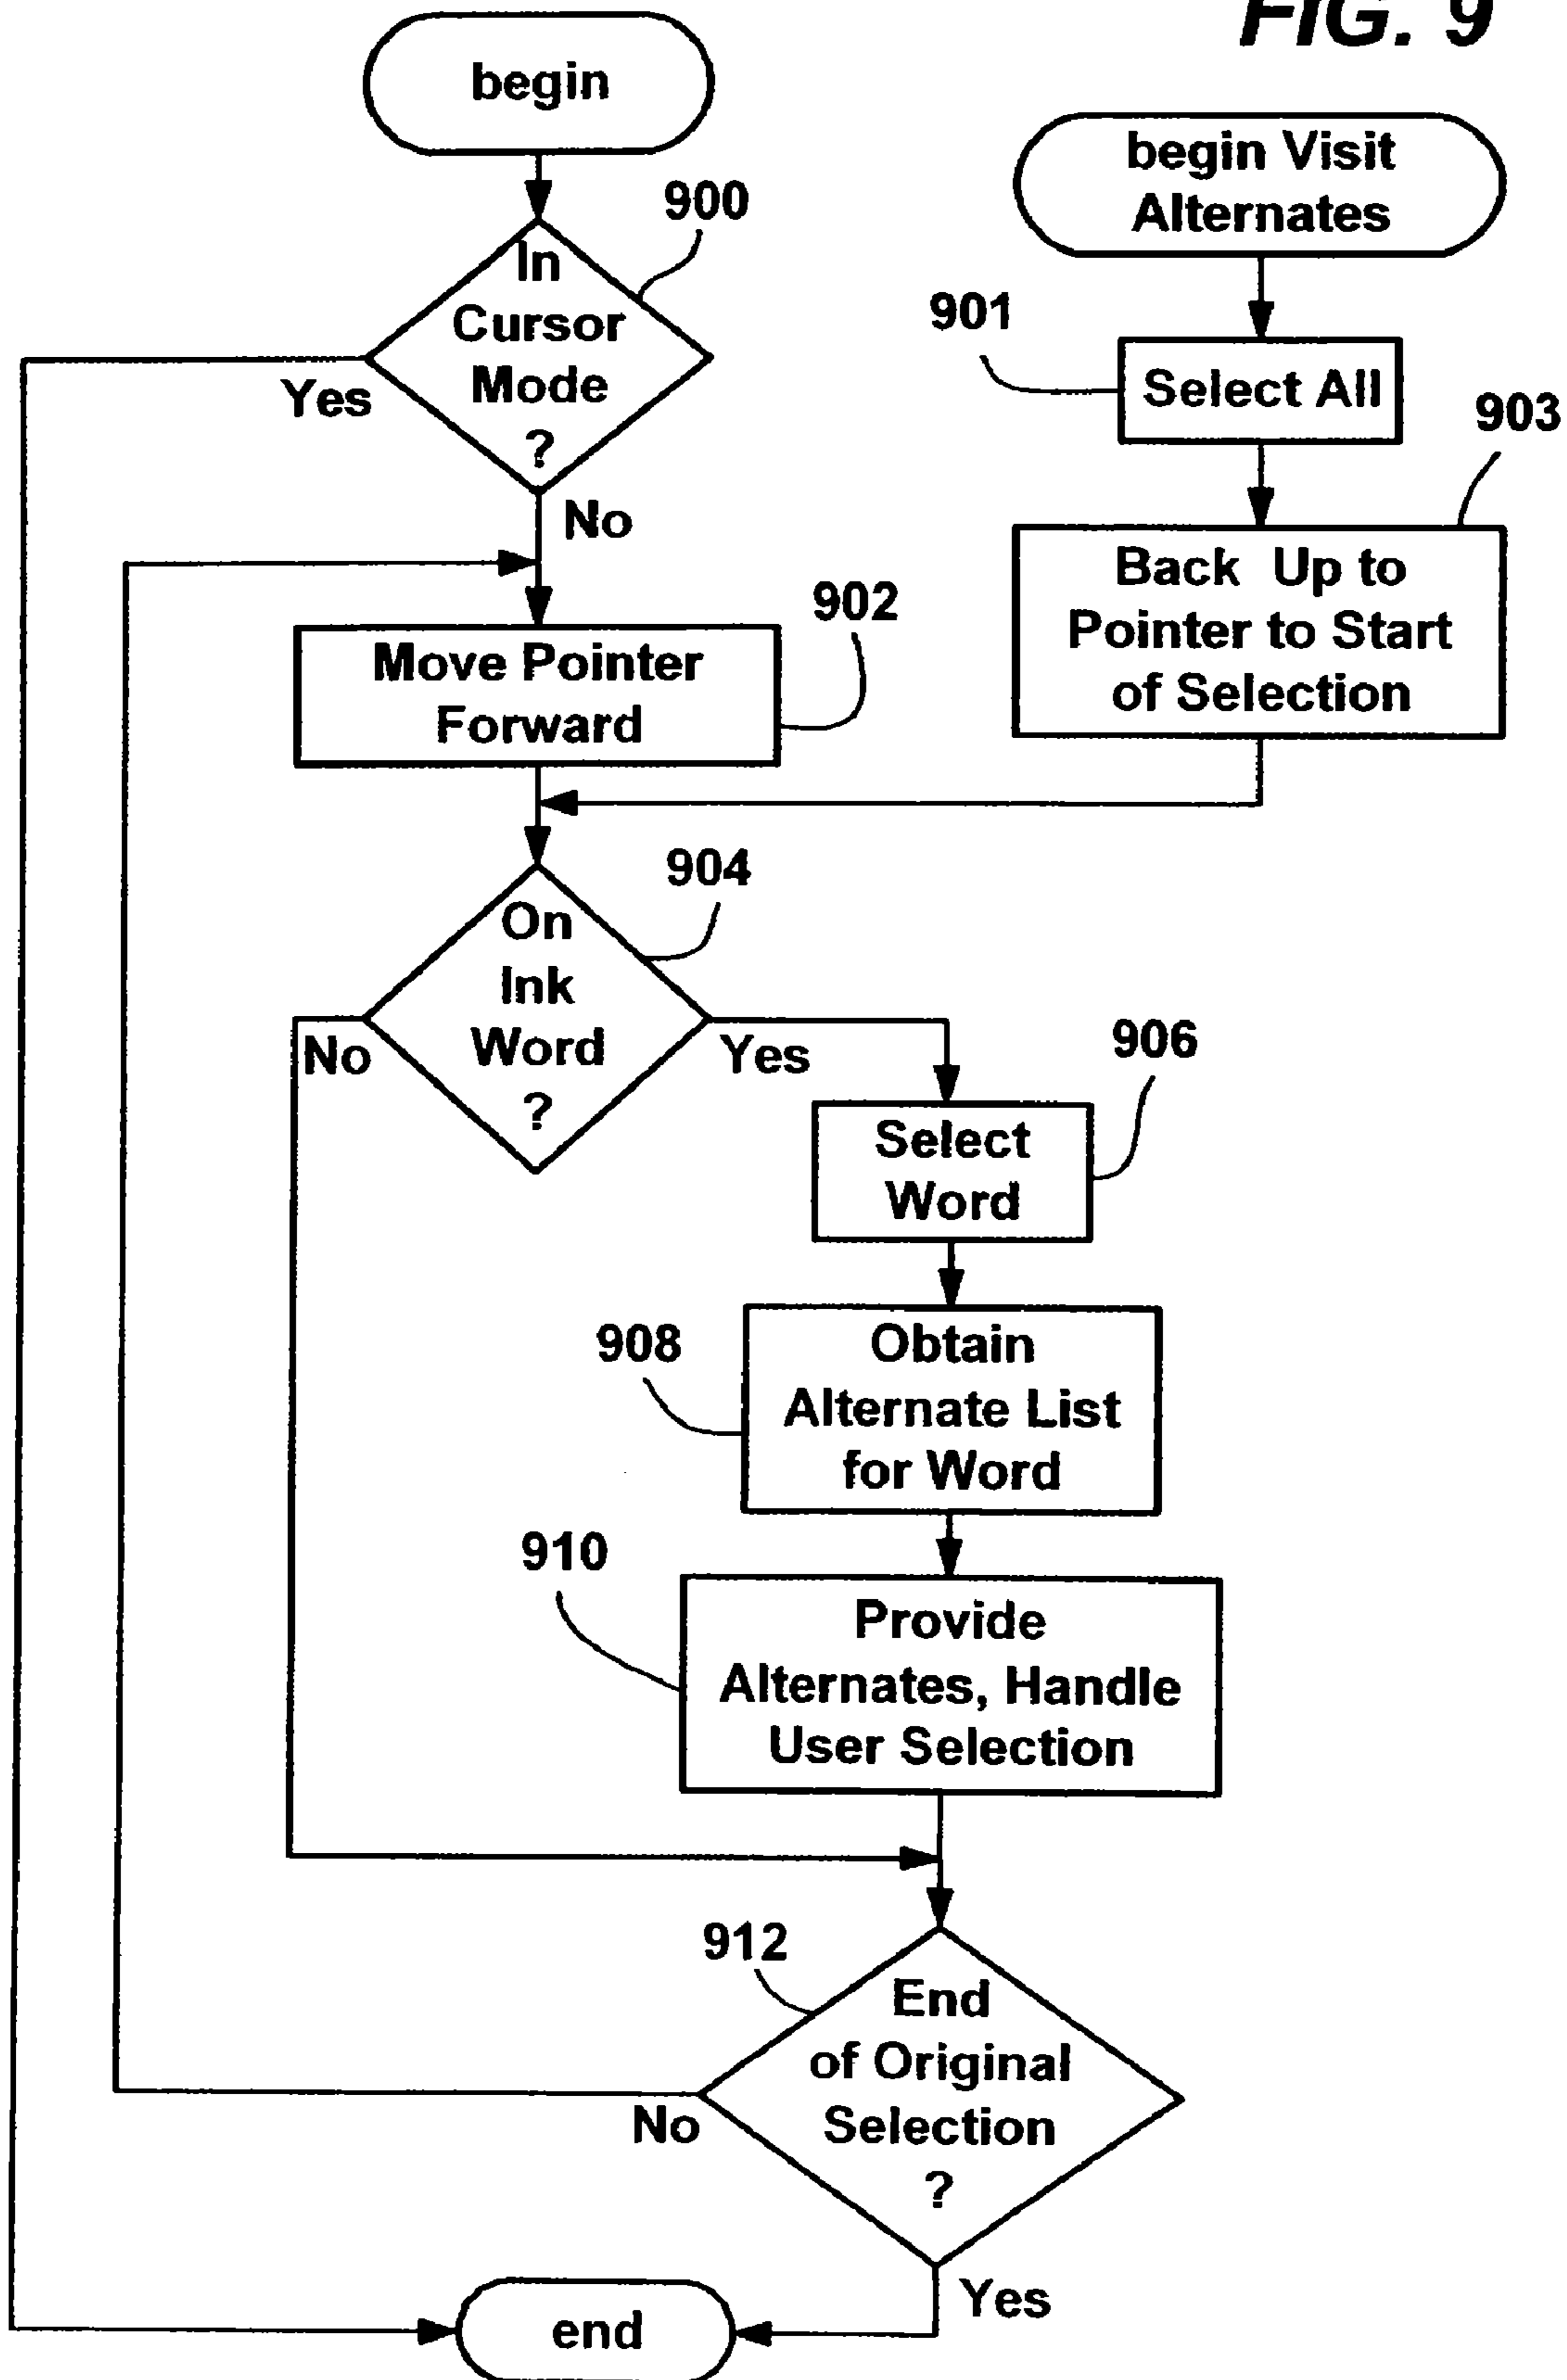 FIG. 9
begin
900
In
Cursor
Mode
?
Yes
No
begin Visit
Alternates
901
Select All
903
Back Up to
Pointer to Start
of Selection
902
Move Pointer
Forward
904
On
Ink
Word
?
No
Yes
906
Select
Word
908
Obtain
Alternate List
for Word
910
Provide
Alternates, Handle
User Selection
912
End
of Original
Selection
?
No
Yes
end